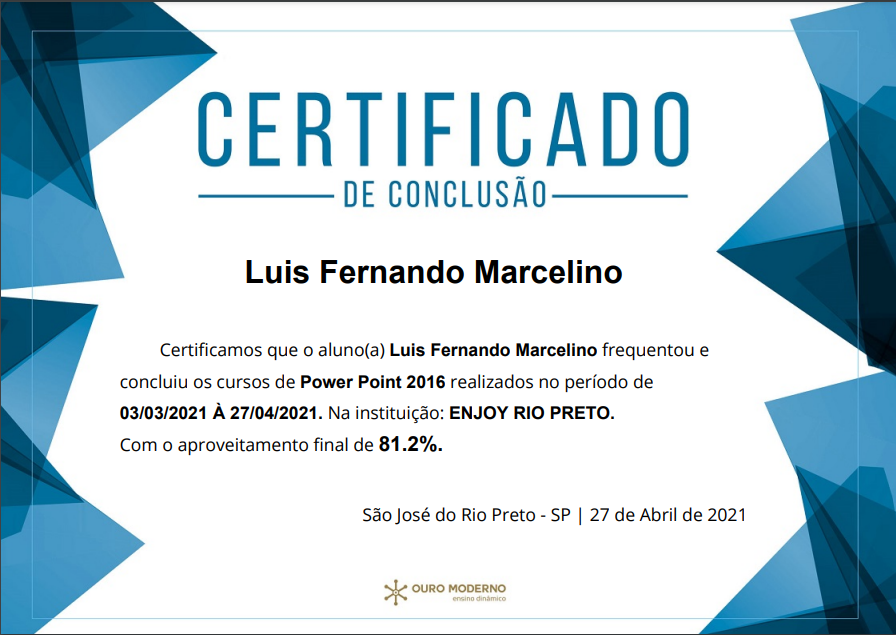 CERTIFICADO
DE CONCLUSÃO
Luis Fernando Marcelino
Certificamos que o aluno(a) Luis Fernando Marcelino frequentou e
concluiu os cursos de Power Point 2016 realizados no período de
03/03/2021 À 27/04/2021. Na instituição: ENJOY RIO PRETO.
Com o aproveitamento final de 81.2%.
São José do Rio Preto - SP | 27 de Abril de 2021
OURO MODERNO
ensino dinâmico